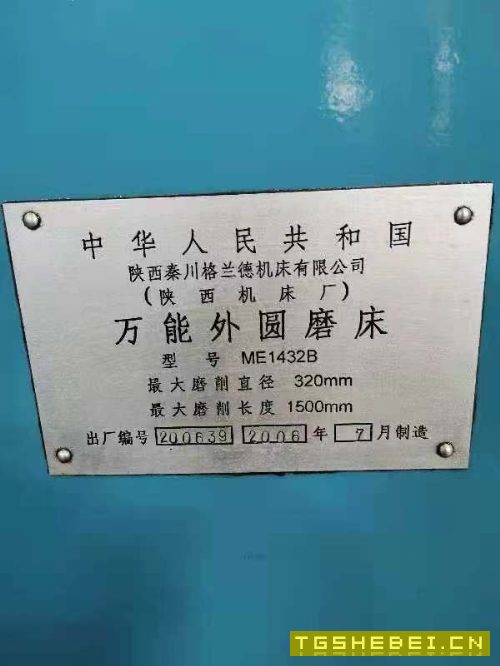 中华人民共和国
陕西秦川格兰德机床有限公司
(陕西机床厂)
万能外圆磨床
型号 ME1432B
最大磨削直径 320mm
最大磨削长度 1500mm
出厂编号 200639 2006 年 7 月制造
TGSHEBEI.CN